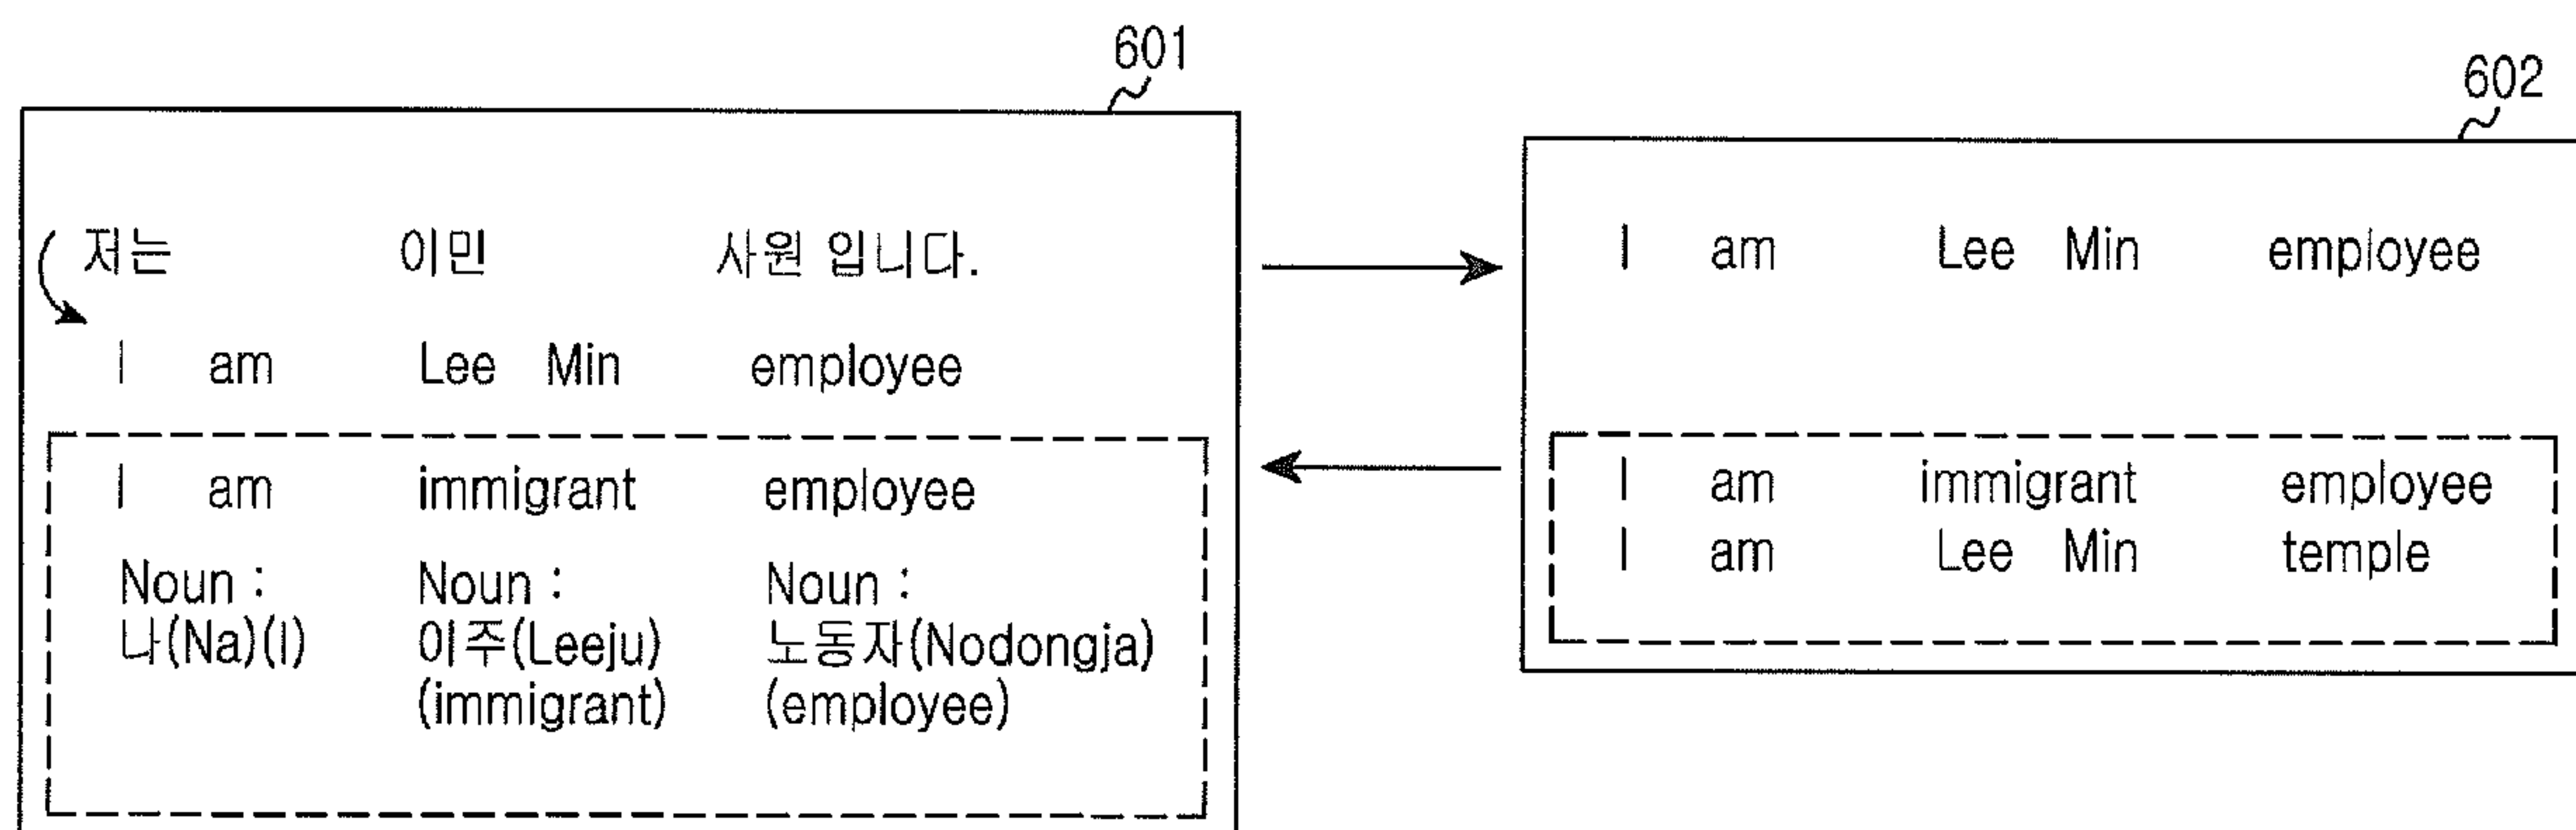 601
저는 이민 사원 입니다.
I am Lee Min employee
I am immigrant employee
Noun : Noun : Noun :
나(Na)(I) 이주(Leeju) 노동자(Nodongja)
(immigrant) (employee)
602
I am Lee Min employee
I am immigrant employee
I am Lee Min temple